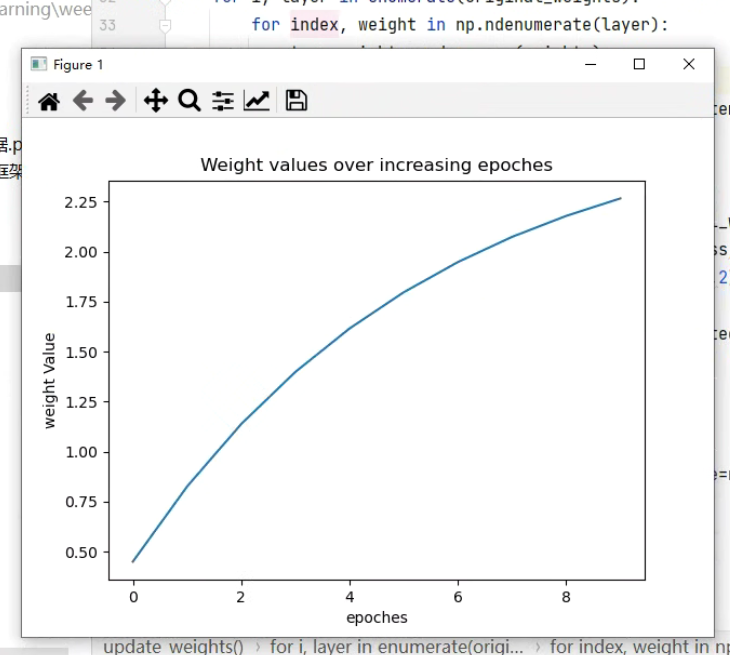 arning\wee
33
for index, weight in np.ndenumerate(layer):
Figure 1
框架
Weight values over increasing epoches
2.25
2.00
1.75
1.50
1.25
1.00
0.75
0.50
weight Value
0 2 4 6 8
epoches
update_weights() › for i, layer in enumerate(origi... › for index, weight in np